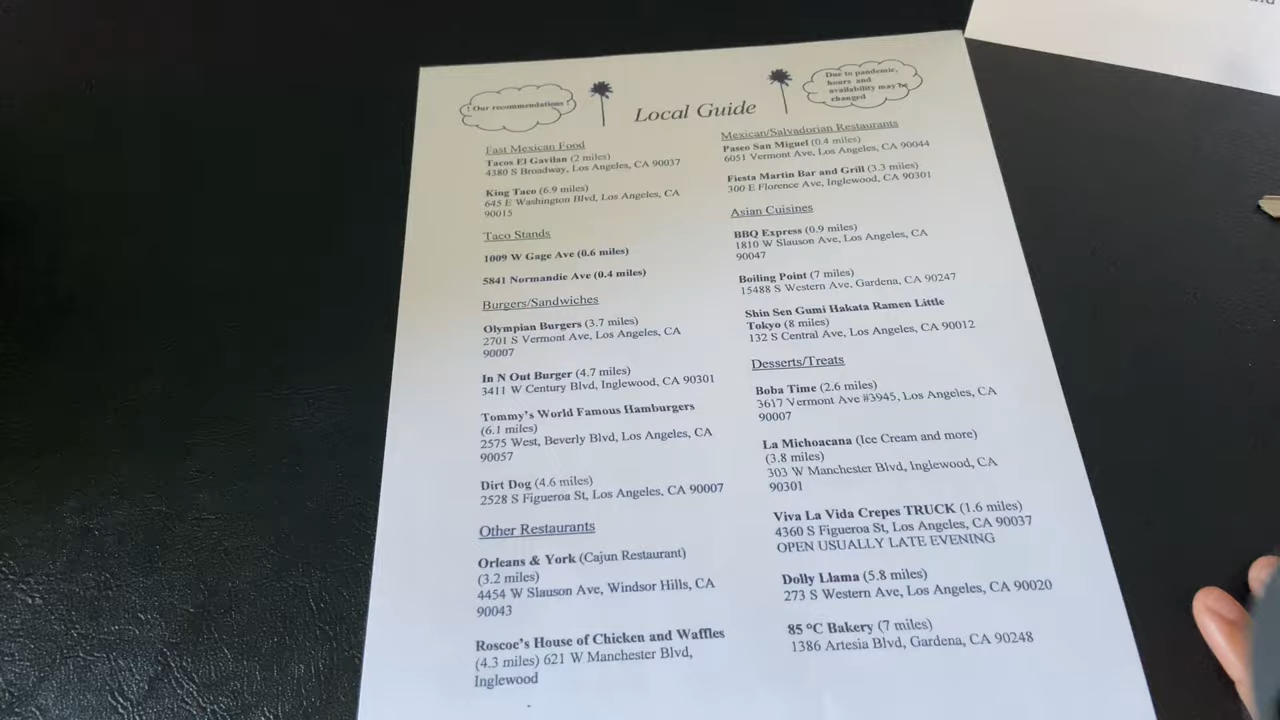 ! Our recommendations !
Local Guide
Due to pandemic,
hours and
availability may be
changed
Fast Mexican Food
Tacos El Gavilan (2 miles)
4380 S Broadway, Los Angeles, CA 90037
King Taco (6.9 miles)
645 E Washington Blvd, Los Angeles, CA
90015
Taco Stands
1009 W Gage Ave (0.6 miles)
5841 Normandie Ave (0.4 miles)
Burgers/Sandwiches
Olympian Burgers (3.7 miles)
2701 S Vermont Ave, Los Angeles, CA
90007
In N Out Burger (4.7 miles)
3411 W Century Blvd, Inglewood, CA 90301
Tommy's World Famous Hamburgers
(6.1 miles)
2575 West, Beverly Blvd, Los Angeles, CA
90057
Dirt Dog (4.6 miles)
2528 S Figueroa St, Los Angeles, CA 90007
Other Restaurants
Orleans & York (Cajun Restaurant)
(3.2 miles)
4454 W Slauson Ave, Windsor Hills, CA
90043
Roscoe's House of Chicken and Waffles
(4.3 miles) 621 W Manchester Blvd,
Inglewood
Mexican/Salvadorian Restaurants
Paseo San Miguel (0.4 miles)
6051 Vermont Ave, Los Angeles, CA 90044
Fiesta Martin Bar and Grill (3.3 miles)
300 E Florence Ave, Inglewood, CA 90301
Asian Cuisines
BBQ Express (0.9 miles)
1810 W Slauson Ave, Los Angeles, CA
90047
Boiling Point (7 miles)
15488 S Western Ave, Gardena, CA 90247
Shin Sen Gumi Hakata Ramen Little
Tokyo (8 miles)
132 S Central Ave, Los Angeles, CA 90012
Desserts/Treats
Boba Time (2.6 miles)
3617 Vermont Ave #3945, Los Angeles, CA
90007
La Michoacana (Ice Cream and more)
(3.8 miles)
303 W Manchester Blvd, Inglewood, CA
90301
Viva La Vida Crepes TRUCK (1.6 miles)
4360 S Figueroa St, Los Angeles, CA 90037
OPEN USUALLY LATE EVENING
Dolly Llama (5.8 miles)
273 S Western Ave, Los Angeles, CA 90020
85 °C Bakery (7 miles)
1386 Artesia Blvd, Gardena, CA 90248